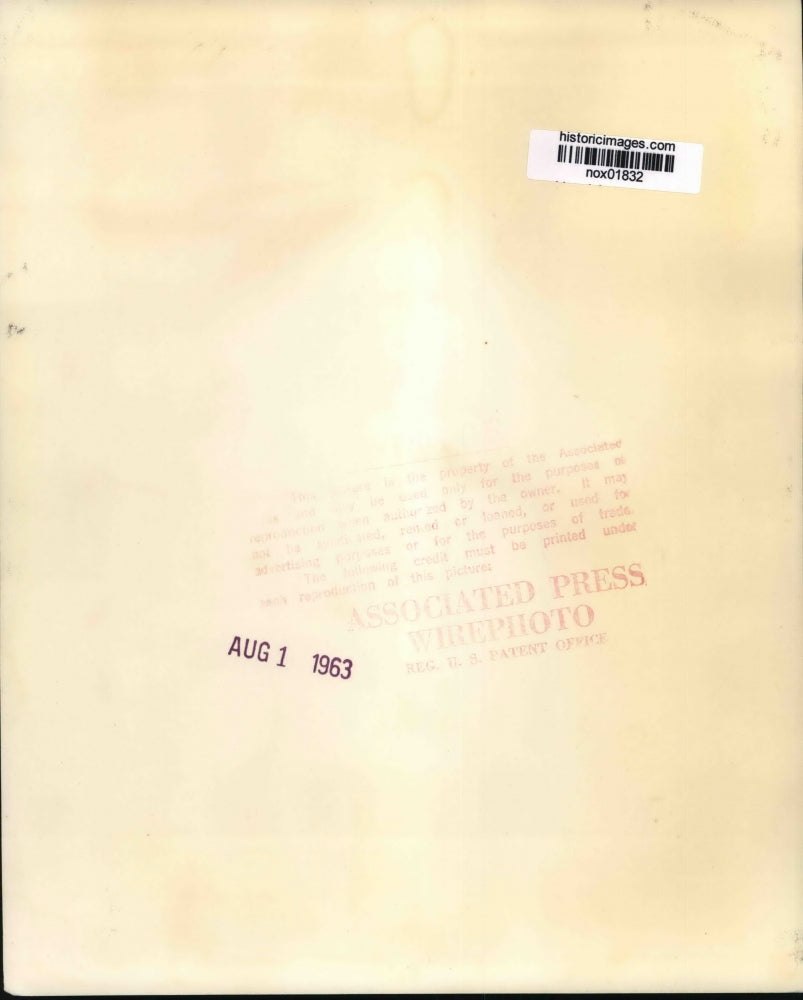 historicimages.com
nox01832
This is the property of the Associated
and may be used only for the purposes of
reproduction when authorized by the owner. It may
not be syndicated, rented or loaned, or used for
advertising purposes or for the purposes of trade.
The following credit must be printed under
each reproduction of this picture:
ASSOCIATED PRESS
WIREPHOTO
REG. U. S. PATENT OFFICE
AUG 1 1963